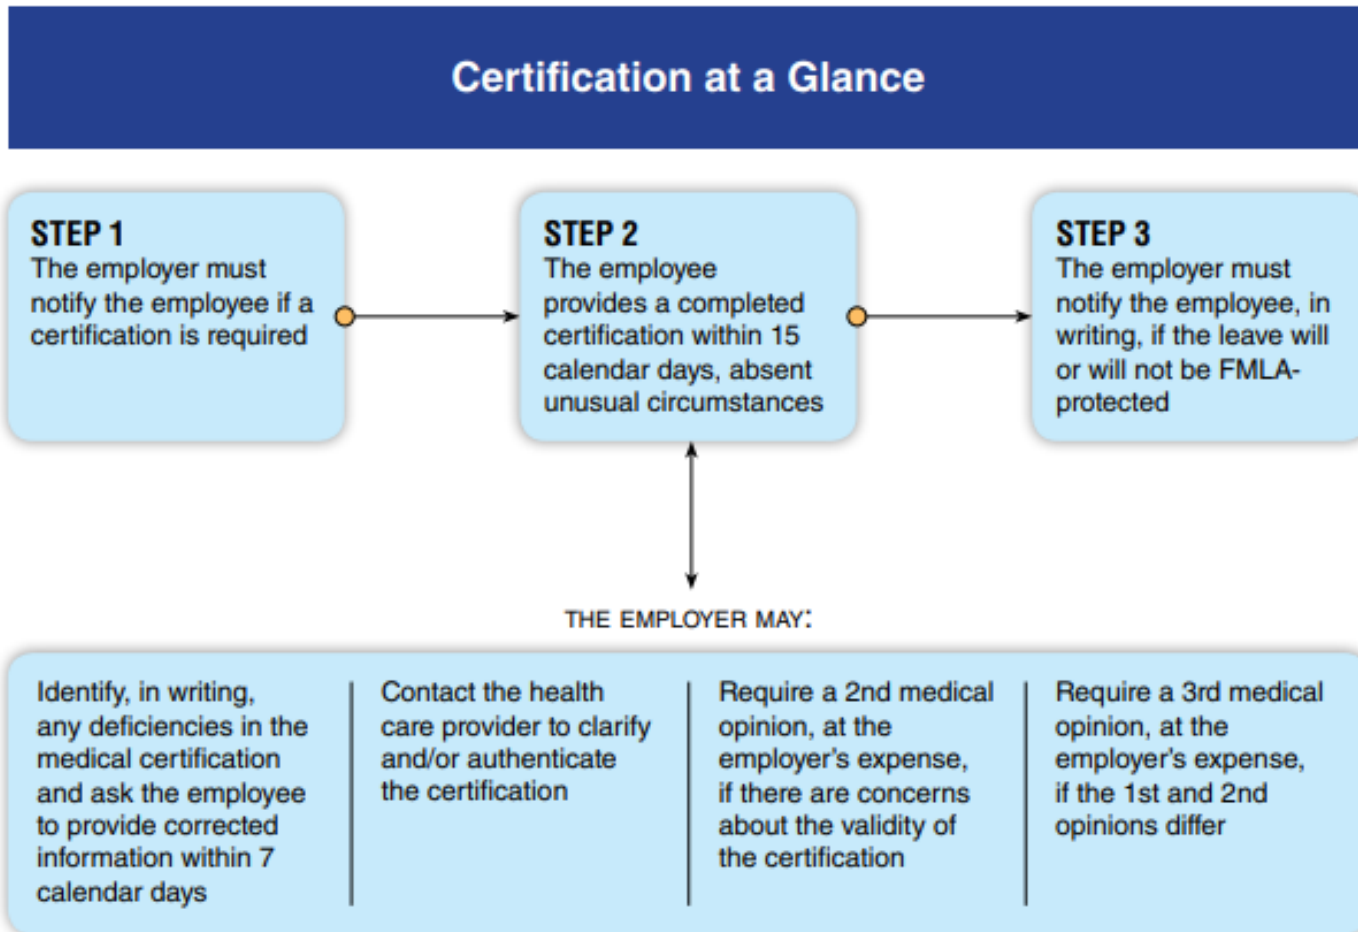 Certification at a Glance
STEP 1
The employer must
notify the employee if a
certification is required
STEP 2
The employee
provides a completed
certification within 15
calendar days, absent
unusual circumstances
STEP 3
The employer must
notify the employee, in
writing, if the leave will
or will not be FMLA-
protected
THE EMPLOYER MAY:
Identify, in writing,
any deficiencies in the
medical certification
and ask the employee
to provide corrected
information within 7
calendar days
Contact the health
care provider to clarify
and/or authenticate
the certification
Require a 2nd medical
opinion, at the
employer's expense,
if there are concerns
about the validity of
the certification
Require a 3rd medical
opinion, at the
employer's expense,
if the 1st and 2nd
opinions differ